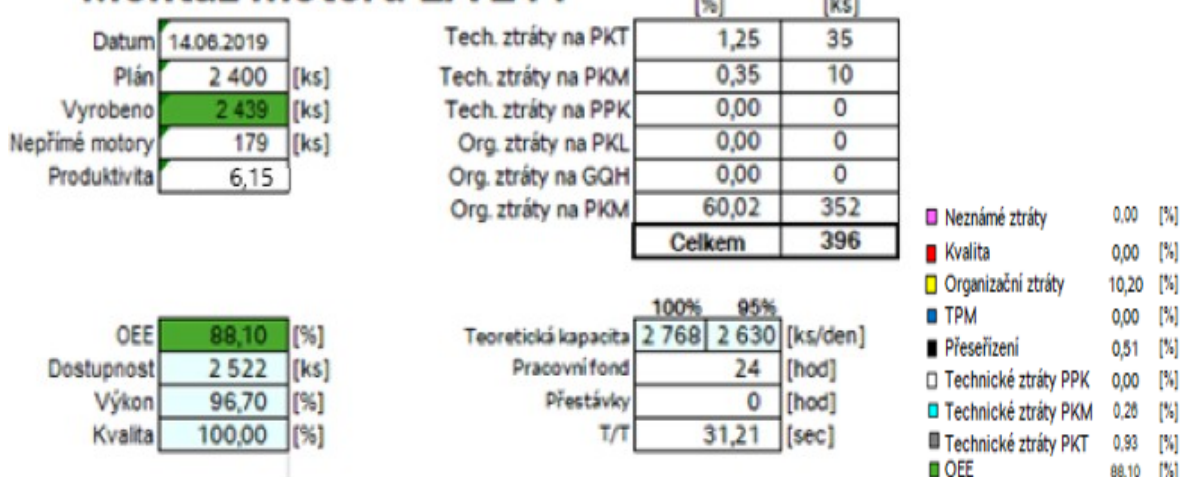 [%] [ks]
Datum 14.06.2019
Plán 2 400 [ks]
Vyrobeno 2 439 [ks]
Nepřímé motory 179 [ks]
Produktivita 6,15
Tech. ztráty na PKT 1,25 35
Tech. ztráty na PKM 0,35 10
Tech. ztráty na PPK 0,00 0
Org. ztráty na PKL 0,00 0
Org. ztráty na GQH 0,00 0
Org. ztráty na PKM 60,02 352
Celkem 396
OEE 88,10 [%]
Dostupnost 2 522 [ks]
Výkon 96,70 [%]
Kvalita 100,00 [%]
100% 95%
Teoretická kapacita 2 768 2 630 [ks/den]
Pracovní fond 24 [hod]
Přestávky 0 [hod]
T/T 31,21 [sec]
Neznámé ztráty 0,00 [%]
Kvalita 0,00 [%]
Organizační ztráty 10,20 [%]
TPM 0,00 [%]
Přeseřízení 0,51 [%]
Technické ztráty PPK 0,00 [%]
Technické ztráty PKM 0,26 [%]
Technické ztráty PKT 0,93 [%]
OEE 88,10 [%]